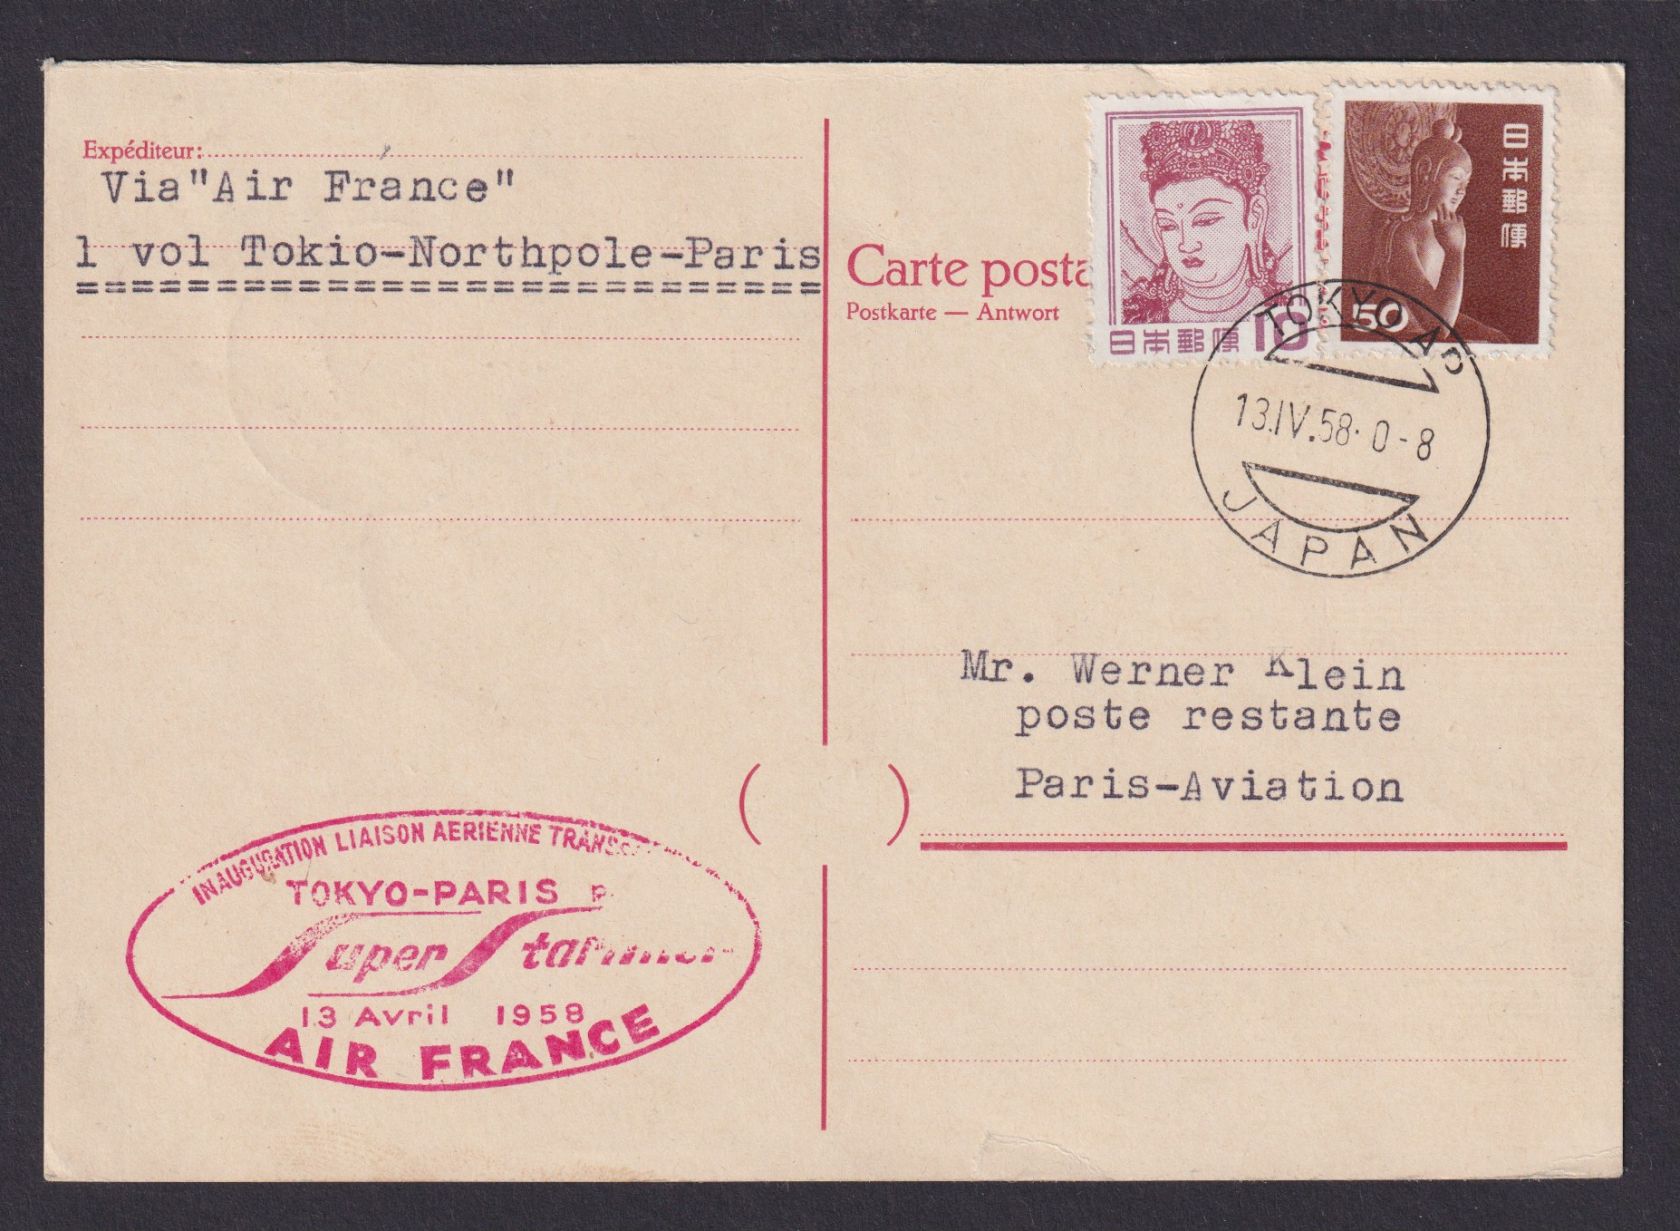 Expéditeur:
Via "Air France"
1 vol Tokio-Northpole-Paris
Carte posta
Postkarte — Antwort
日本郵便 10
日本郵便
50
TOKYO AP
13.IV.58· 0-8
JAPAN
Mr. Werner Klein
poste restante
Paris-Aviation
INAUGURATION LIAISON AERIENNE
TOKYO-PARIS
Super Starliner
13 Avril 1958
AIR FRANCE